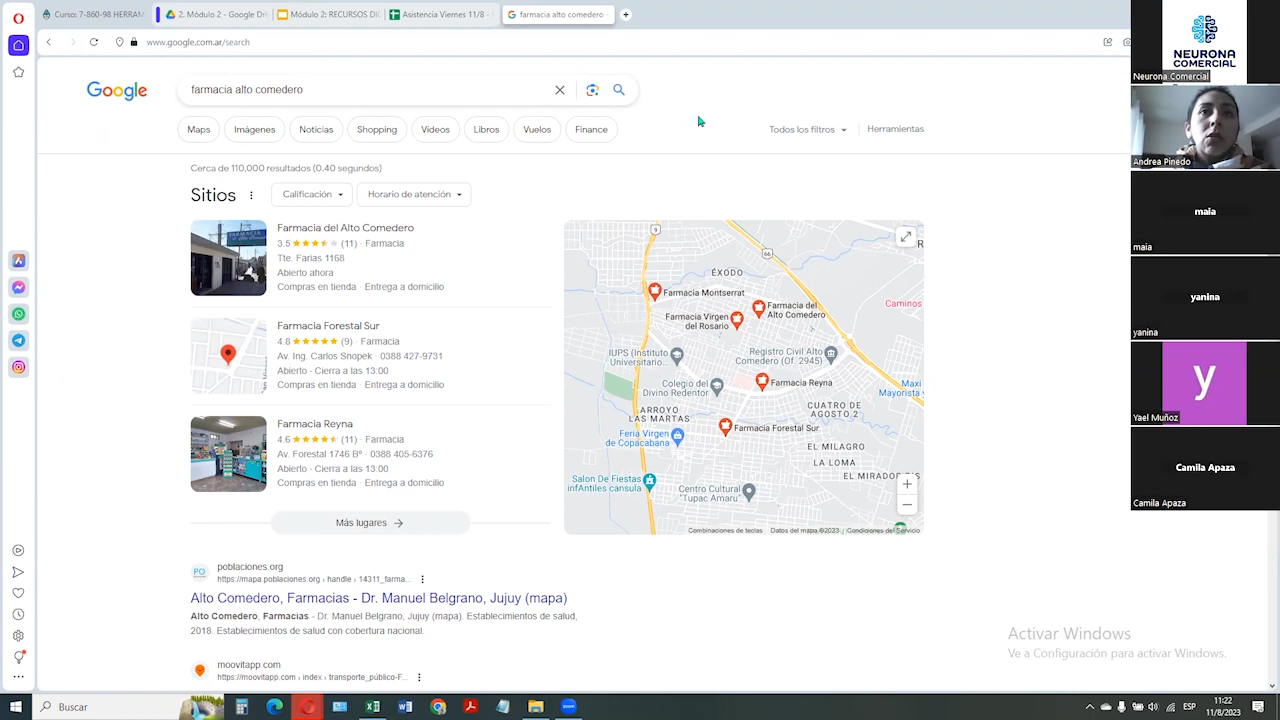 Curso: 7-860-98 HERRAM
2. Módulo 2 - Google Dri
Módulo 2: RECURSOS DIG
Asistencia Viernes 11/8 -
farmacia alto comedero -
www.google.com.ar/search
Google
farmacia alto comedero
Maps
Imágenes
Noticias
Shopping
Videos
Libros
Vuelos
Finance
Todos los filtros
Herramientas
Cerca de 110,000 resultados (0.40 segundos)
Sitios
Calificación
Horario de atención
Farmacia del Alto Comedero
3.5 (11) · Farmacia
Tte. Farias 1168
Abierto ahora
Compras en tienda · Entrega a domicilio
Farmacia Forestal Sur
4.8 (9) · Farmacia
Av. Ing. Carlos Snopek · 0388 427-9731
Abierto · Cierra a las 13:00
Compras en tienda · Entrega a domicilio
Farmacia Reyna
4.6 (11) · Farmacia
Av. Forestal 1746 Bº · 0388 405-6376
Abierto · Cierra a las 13:00
Compras en tienda · Entrega a domicilio
Más lugares
9
66
ÉXODO
Farmacia Montserrat
Farmacia del
Alto Comedero
Caminos
Farmacia Virgen
del Rosario
IUPS (Instituto
Universitario...
Registro Civil Alto
Comedero (Of. 2945)
Colegio del
Divino Redentor
Farmacia Reyna
Maxi
Mayorista y
ARROYO
LAS MARTAS
CUATRO DE
AGOSTO 2
Farmacia Forestal Sur
Feria Virgen
de Copacabana
EL MILAGRO
LA LOMA
EL MIRADOR
Salon De Fiestas
infAntiles cansula
Centro Cultural
"Tupac Amaru"
Combinaciones de teclas
Datos del mapa ©2023
Condiciones del Servicio
PO
poblaciones.org
https://mapa.poblaciones.org › handle › 14311_farma...
Alto Comedero, Farmacias - Dr. Manuel Belgrano, Jujuy (mapa)
Alto Comedero, Farmacias - Dr. Manuel Belgrano, Jujuy (mapa). Establecimientos de salud,
2018. Establecimientos de salud con cobertura nacional.
moovitapp.com
https://moovitapp.com › index › transporte_público-F...
NEURONA
COMERCIAL
Neurona Comercial
Andrea Pinedo
maia
maia
yanina
yanina
y
Yael Muñoz
Camila Apaza
Camila Apaza
Activar Windows
Ve a Configuración para activar Windows.
Buscar
ESP
11:22
11/8/2023